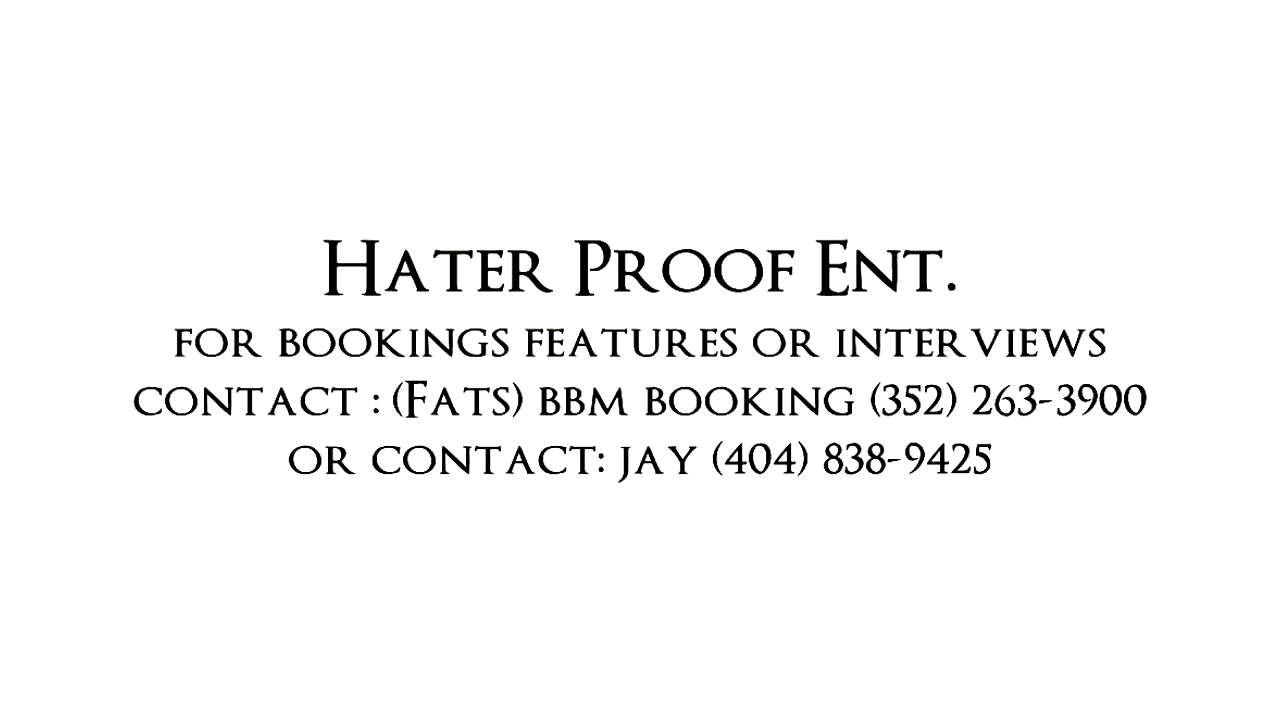 Hater Proof Ent.
for bookings features or interviews
contact : (Fats) bbm booking (352) 263-3900
or contact: jay (404) 838-9425